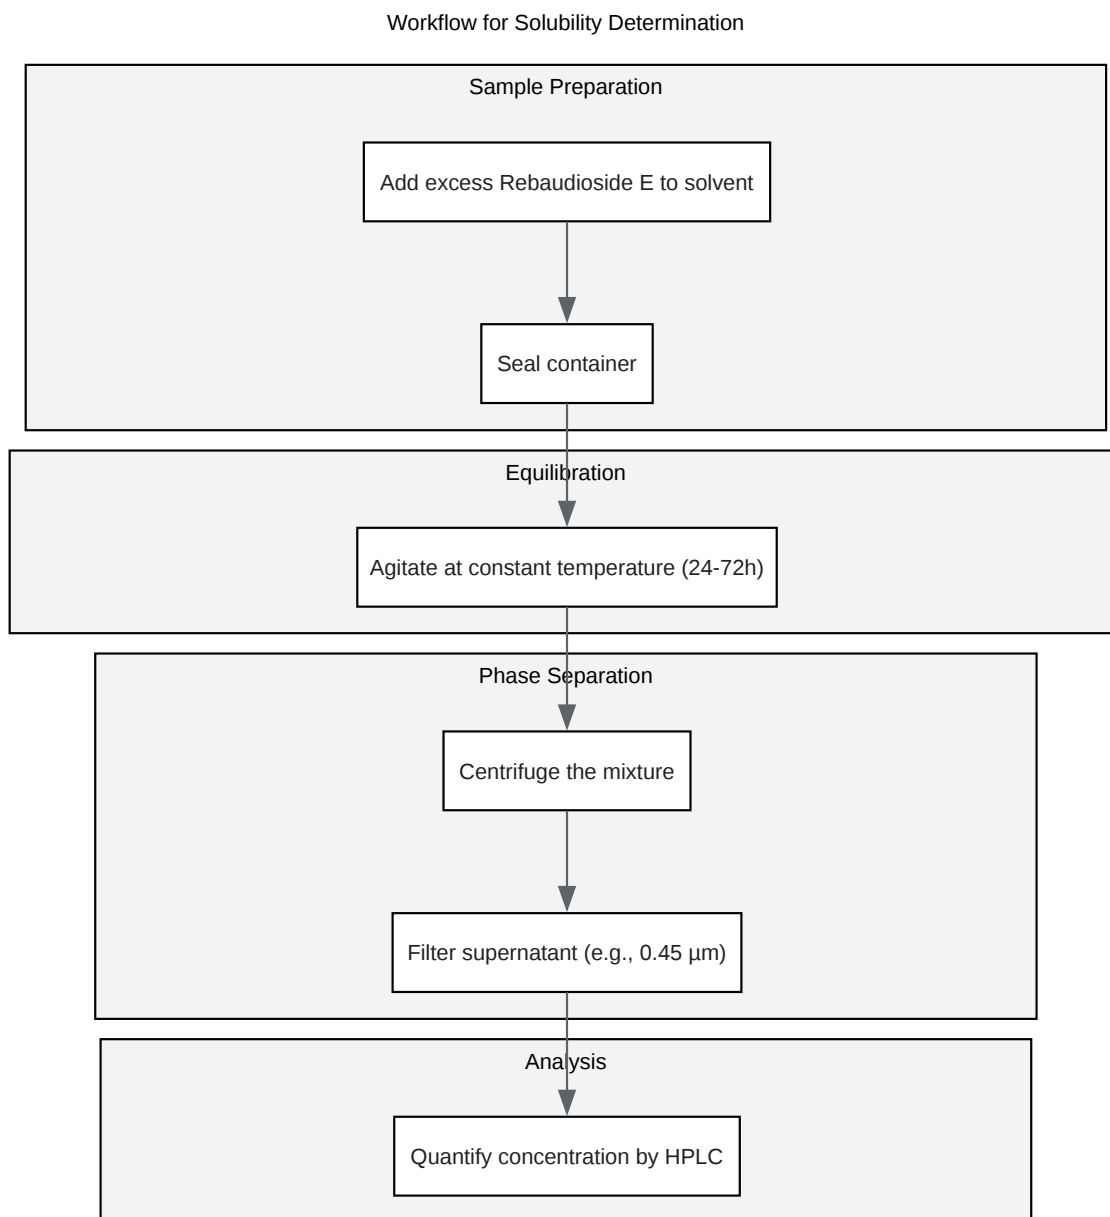 Workflow for Solubility Determination
Sample Preparation
Add excess Rebaudioside E to solvent
Seal container
Equilibration
Agitate at constant temperature (24-72h)
Phase Separation
Centrifuge the mixture
Filter supernatant (e.g., 0.45 µm)
Analysis
Quantify concentration by HPLC